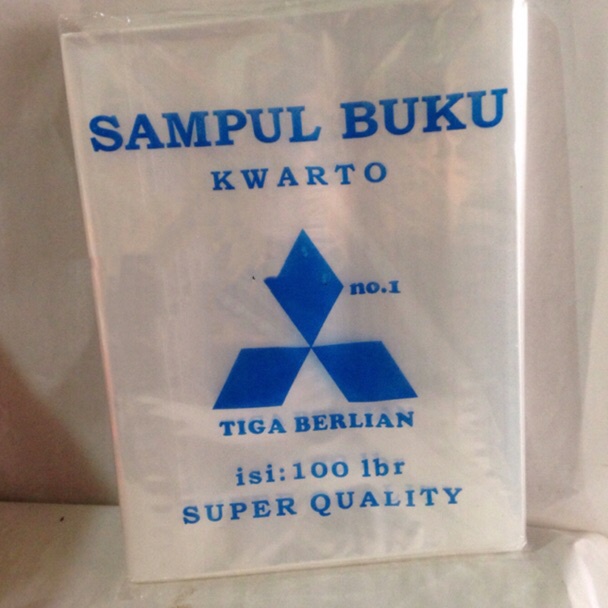 SAMPUL BUKU
KWARTO
no.1
TIGA BERLIAN
isi:100 lbr
SUPER QUALITY